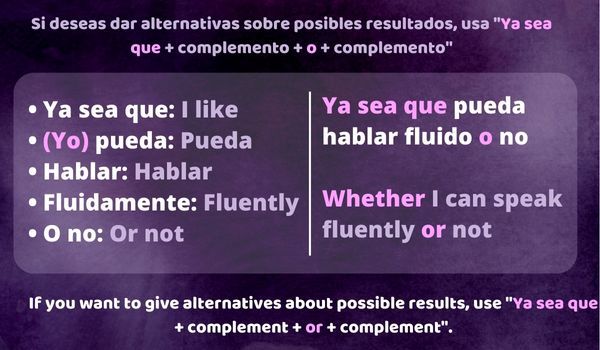 Si deseas dar alternativas sobre posibles resultados, usa "Ya sea
que + complemento + o + complemento"
• Ya sea que: I like
• (Yo) pueda: Pueda
• Hablar: Hablar
• Fluidamente: Fluently
• O no: Or not
Ya sea que pueda
hablar fluido o no
Whether I can speak
fluently or not
If you want to give alternatives about possible results, use "Ya sea que
+ complement + or + complement".